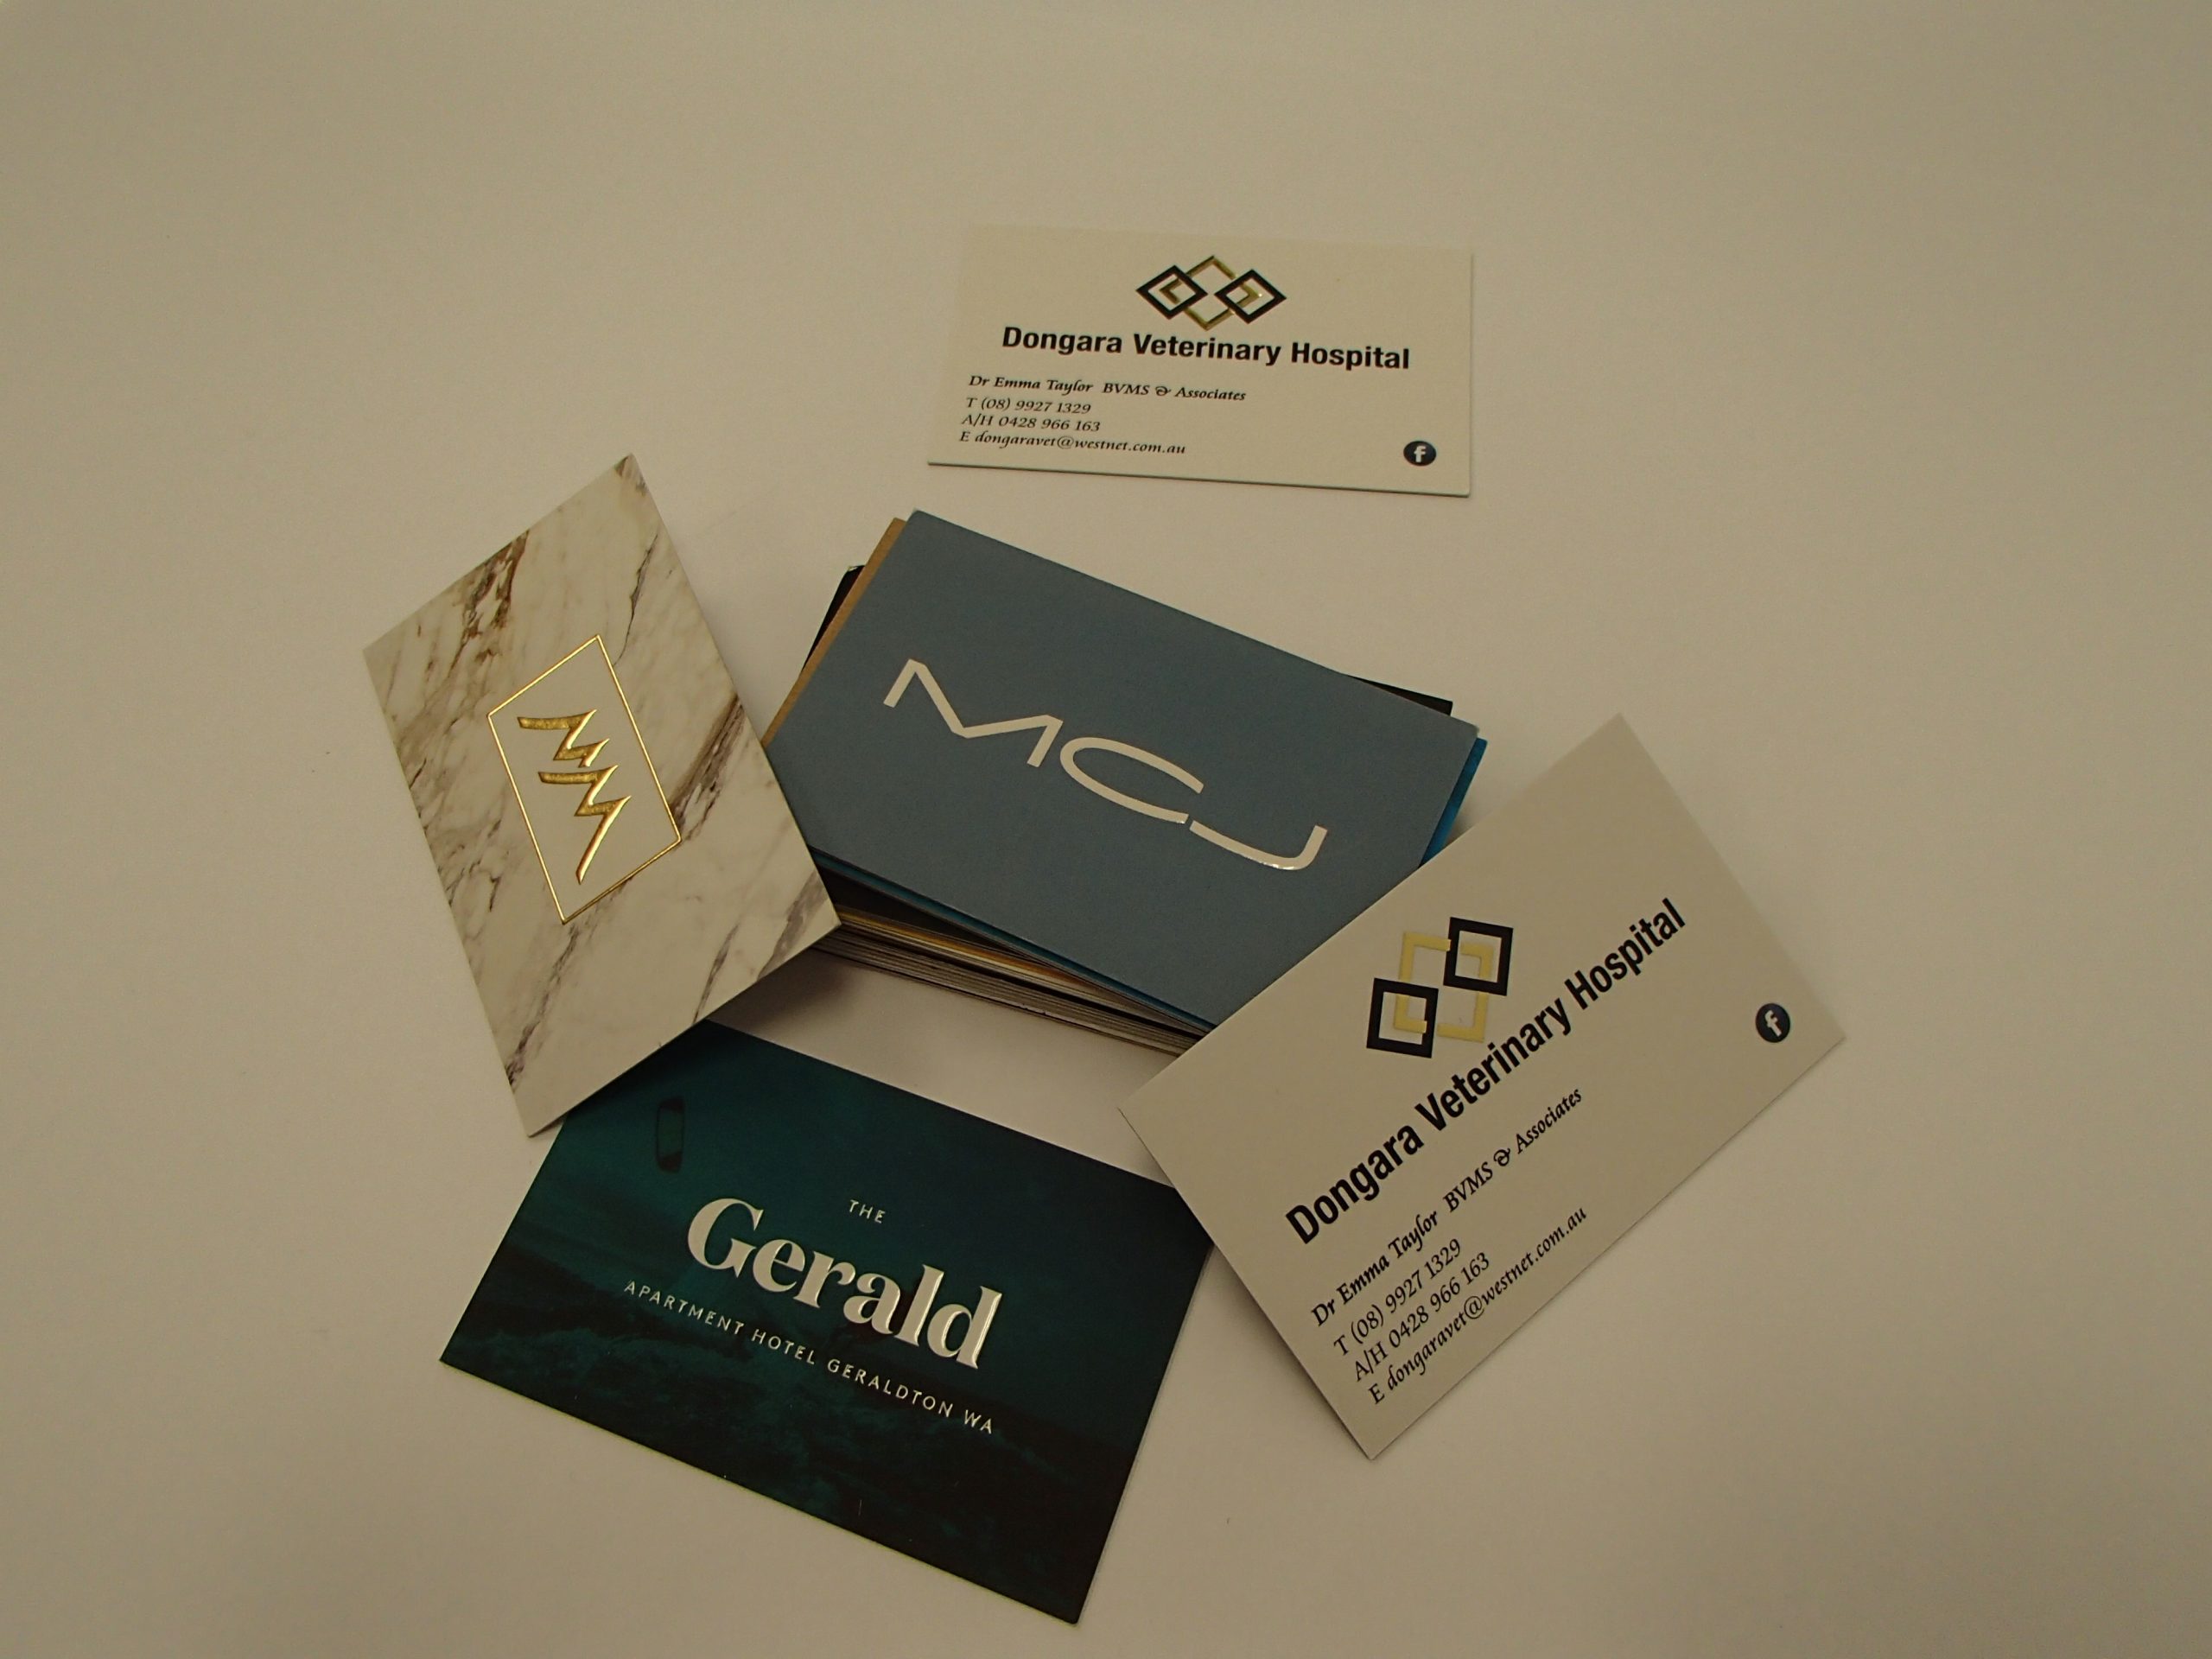 Dongara Veterinary Hospital
Dr Emma Taylor BVMS & Associates
T (08) 9927 1329
A/H 0428 966 163
E dongaravet@westnet.com.au
f
MCJ
Dongara Veterinary Hospital
Dr Emma Taylor BVMS & Associates
T (08) 9927 1329
A/H 0428 966 163
E dongaravet@westnet.com.au
f
THE
Gerald
APARTMENT HOTEL GERALDTON WA